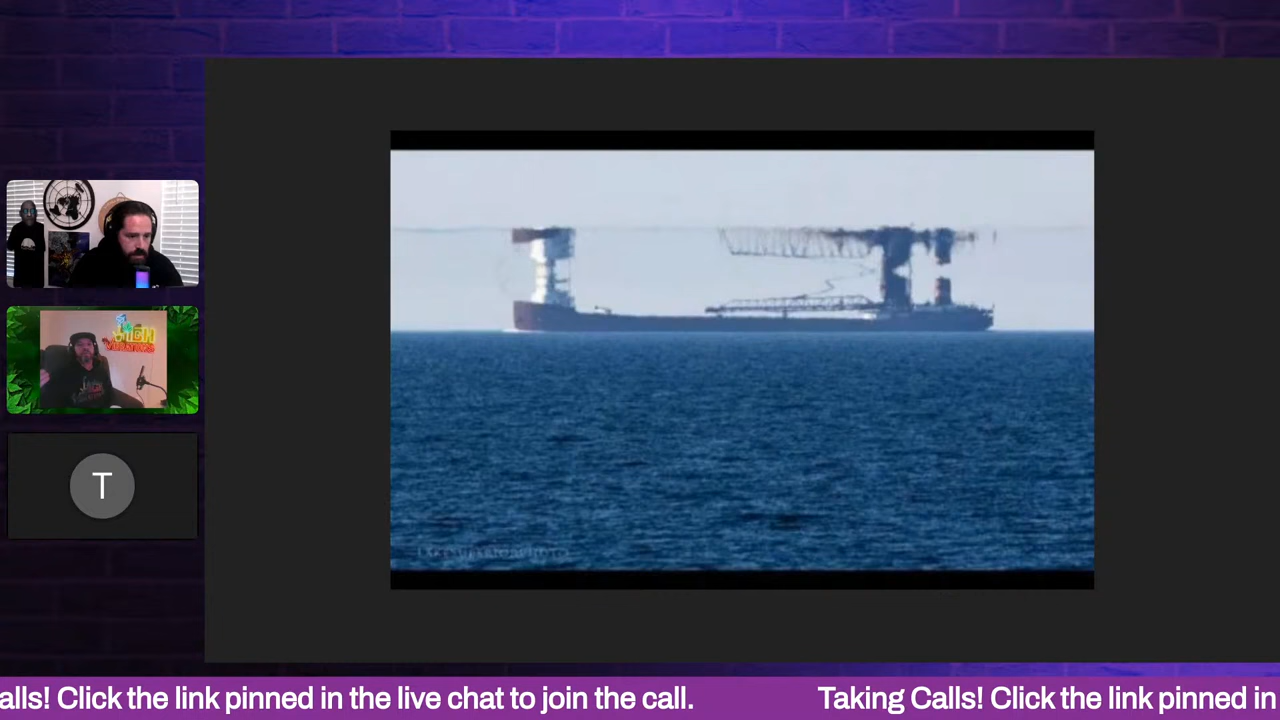 T
alls! Click the link pinned in the live chat to join the call.
Taking Calls! Click the link pinned in